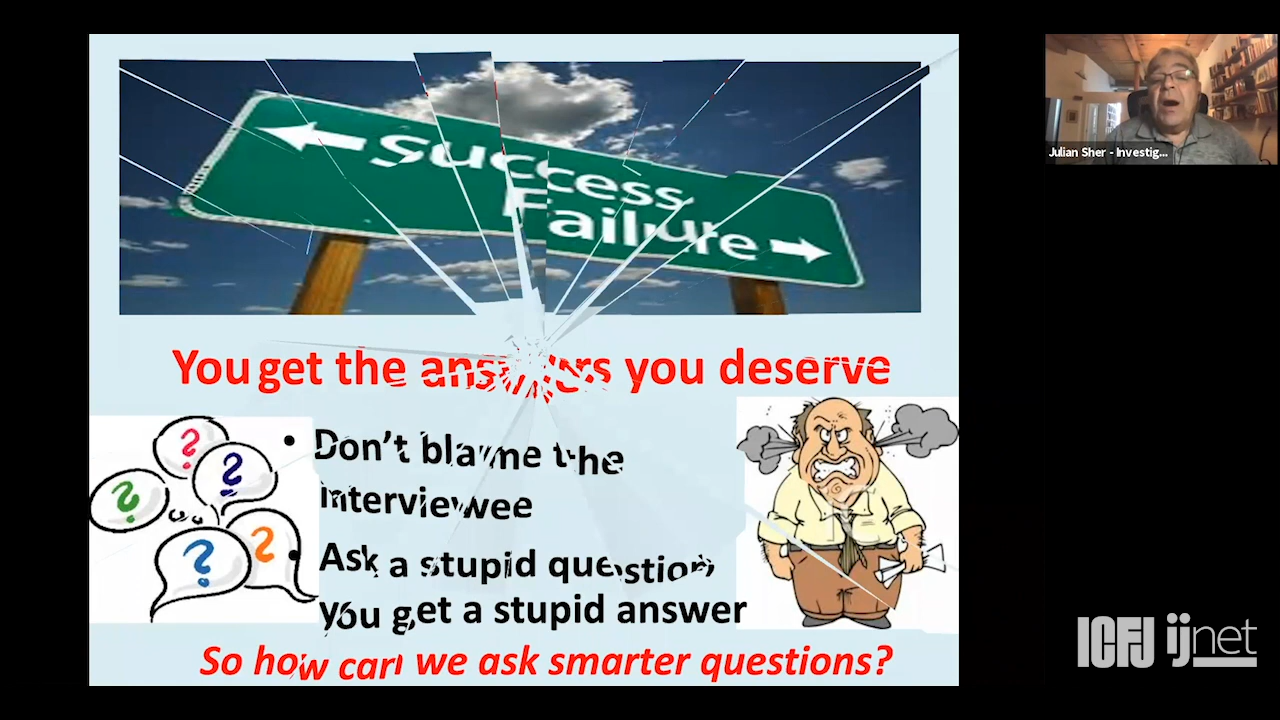 Success
Failure
You get the answers you deserve
• Don't blame the
interviewee
• Ask a stupid question,
you get a stupid answer
So how can we ask smarter questions?
Julian Sher - Investig...
ICFJ ijnet
? ? ? ? ?